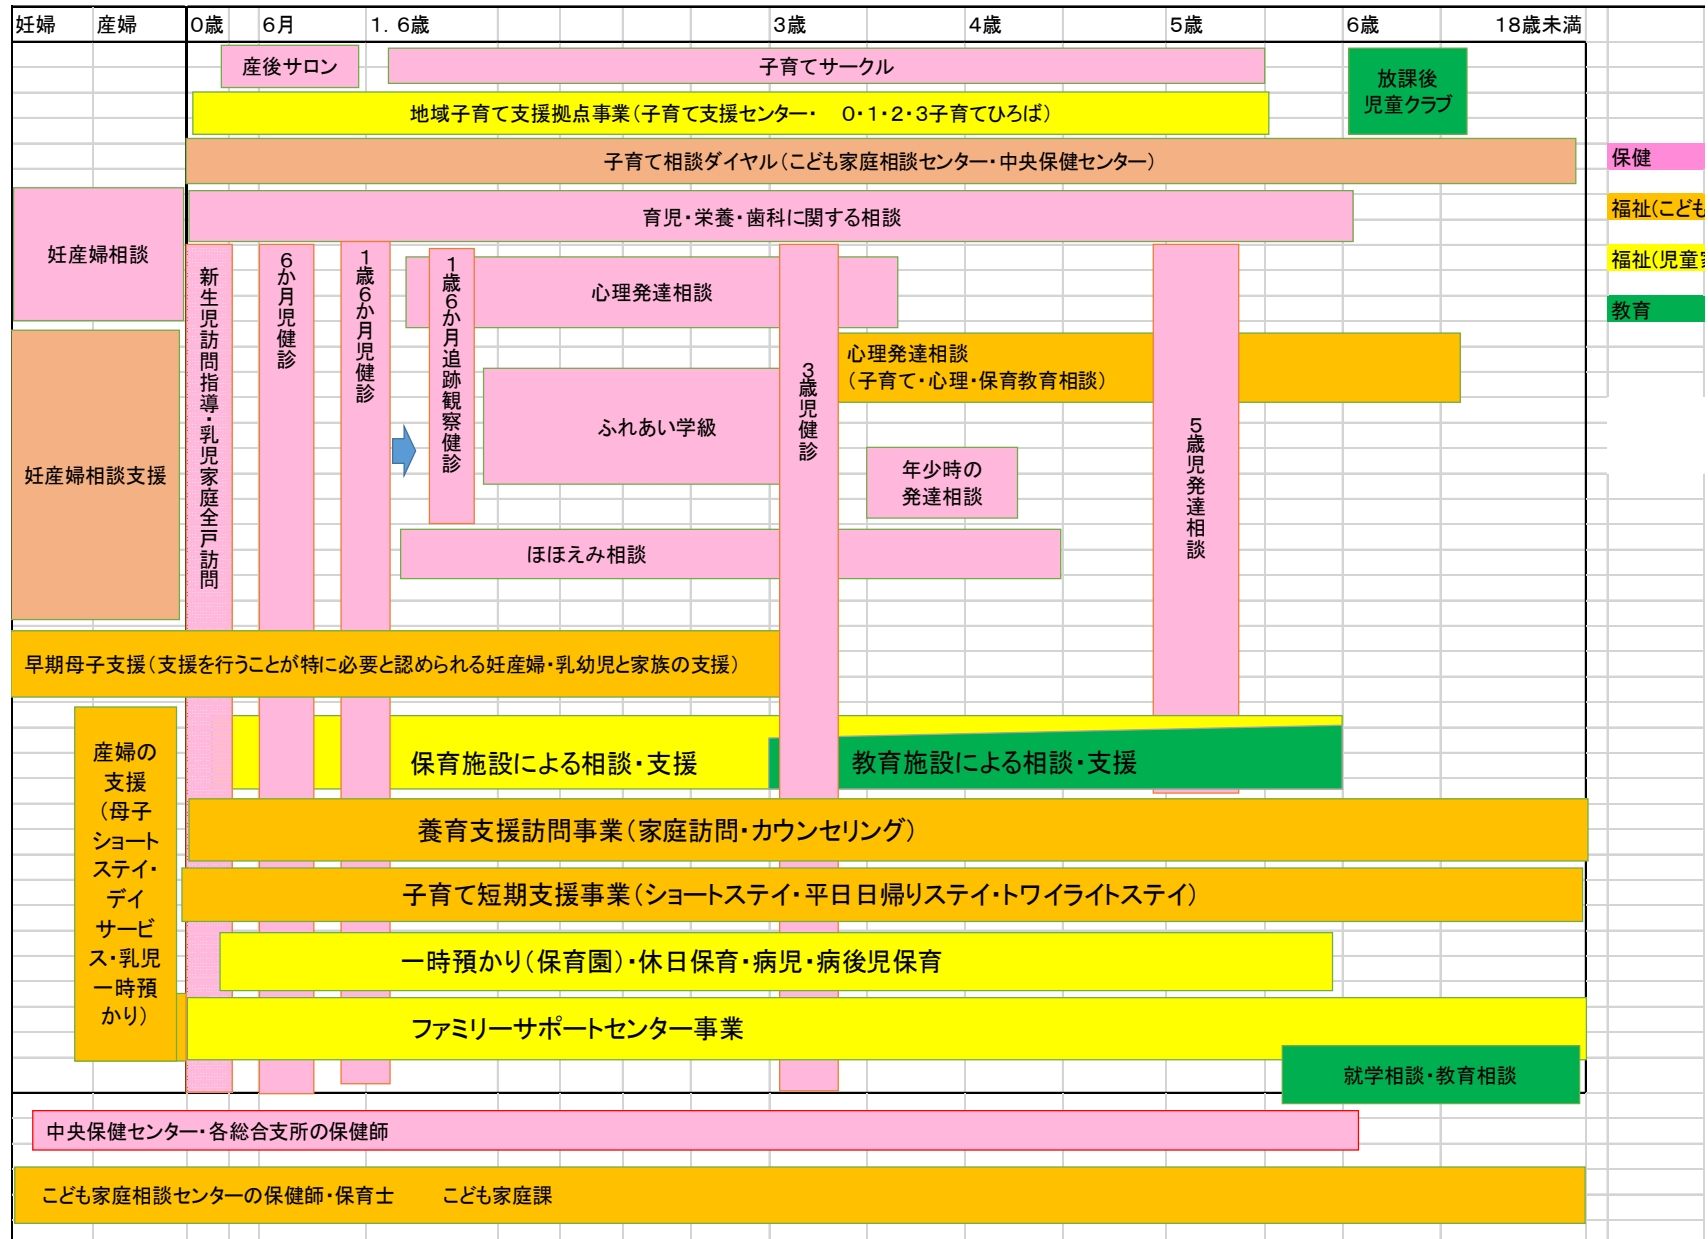 妊婦 産婦 0歳 6月 1.6歳 3歳 4歳 5歳 6歳 18歳未満
産後サロン
子育てサークル
放課後
児童クラブ
地域子育て支援拠点事業(子育て支援センター・ 0・1・2・3子育てひろば)
子育て相談ダイヤル(こども家庭相談センター・中央保健センター)
保健
福祉(こども
福祉(児童
教育
妊産婦相談
育児・栄養・歯科に関する相談
新生児訪問指導・乳児家庭全戸訪問
6か月児健診
1歳6か月児健診
1歳6か月追跡観察健診
心理発達相談
3歳児健診
心理発達相談
(子育て・心理・保育教育相談)
5歳児発達相談
妊産婦相談支援
ふれあい学級
年少時の
発達相談
ほほえみ相談
早期母子支援(支援を行うことが特に必要と認められる妊産婦・乳幼児と家族の支援)
産婦の
支援
(母子
ショート
ステイ・
デイ
サービ
ス・乳児
一時預
かり)
保育施設による相談・支援
教育施設による相談・支援
養育支援訪問事業(家庭訪問・カウンセリング)
子育て短期支援事業(ショートステイ・平日日帰りステイ・トワイライトステイ)
一時預かり(保育園)・休日保育・病児・病後児保育
ファミリーサポートセンター事業
就学相談・教育相談
中央保健センター・各総合支所の保健師
こども家庭相談センターの保健師・保育士 こども家庭課